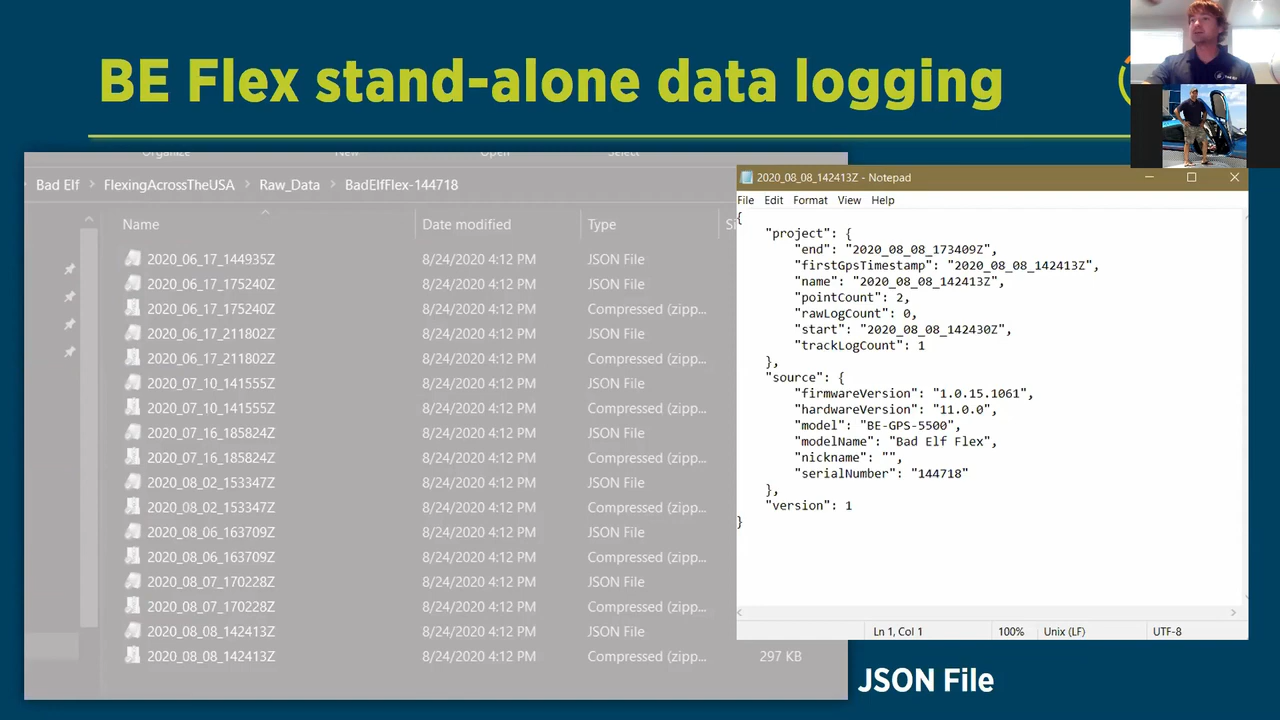 BE Flex stand-alone data logging
Organize New Open Select
Bad Elf > FlexingAcrossTheUSA > Raw_Data > BadElfFlex-144718
Name Date modified Type
2020_06_17_144935Z 8/24/2020 4:12 PM JSON File
2020_06_17_175240Z 8/24/2020 4:12 PM JSON File
2020_06_17_175240Z 8/24/2020 4:12 PM Compressed (zipp...
2020_06_17_211802Z 8/24/2020 4:12 PM JSON File
2020_06_17_211802Z 8/24/2020 4:12 PM Compressed (zipp...
2020_07_10_141555Z 8/24/2020 4:12 PM JSON File
2020_07_10_141555Z 8/24/2020 4:12 PM Compressed (zipp...
2020_07_16_185824Z 8/24/2020 4:12 PM JSON File
2020_07_16_185824Z 8/24/2020 4:12 PM Compressed (zipp...
2020_08_02_153347Z 8/24/2020 4:12 PM JSON File
2020_08_02_153347Z 8/24/2020 4:12 PM Compressed (zipp...
2020_08_06_163709Z 8/24/2020 4:12 PM JSON File
2020_08_06_163709Z 8/24/2020 4:12 PM Compressed (zipp...
2020_08_07_170228Z 8/24/2020 4:12 PM JSON File
2020_08_07_170228Z 8/24/2020 4:12 PM Compressed (zipp...
2020_08_08_142413Z 8/24/2020 4:12 PM JSON File
2020_08_08_142413Z 8/24/2020 4:12 PM Compressed (zipp... 297 KB
2020_08_08_142413Z - Notepad
File Edit Format View Help
{
"project": {
"end": "2020_08_08_173409Z",
"firstGpsTimestamp": "2020_08_08_142413Z",
"name": "2020_08_08_142413Z",
"pointCount": 2,
"rawLogCount": 0,
"start": "2020_08_08_142430Z",
"trackLogCount": 1
},
"source": {
"firmwareVersion": "1.0.15.1061",
"hardwareVersion": "11.0.0",
"model": "BE-GPS-5500",
"modelName": "Bad Elf Flex",
"nickname": "",
"serialNumber": "144718"
},
"version": 1
}
Ln 1, Col 1 100% Unix (LF) UTF-8
JSON File